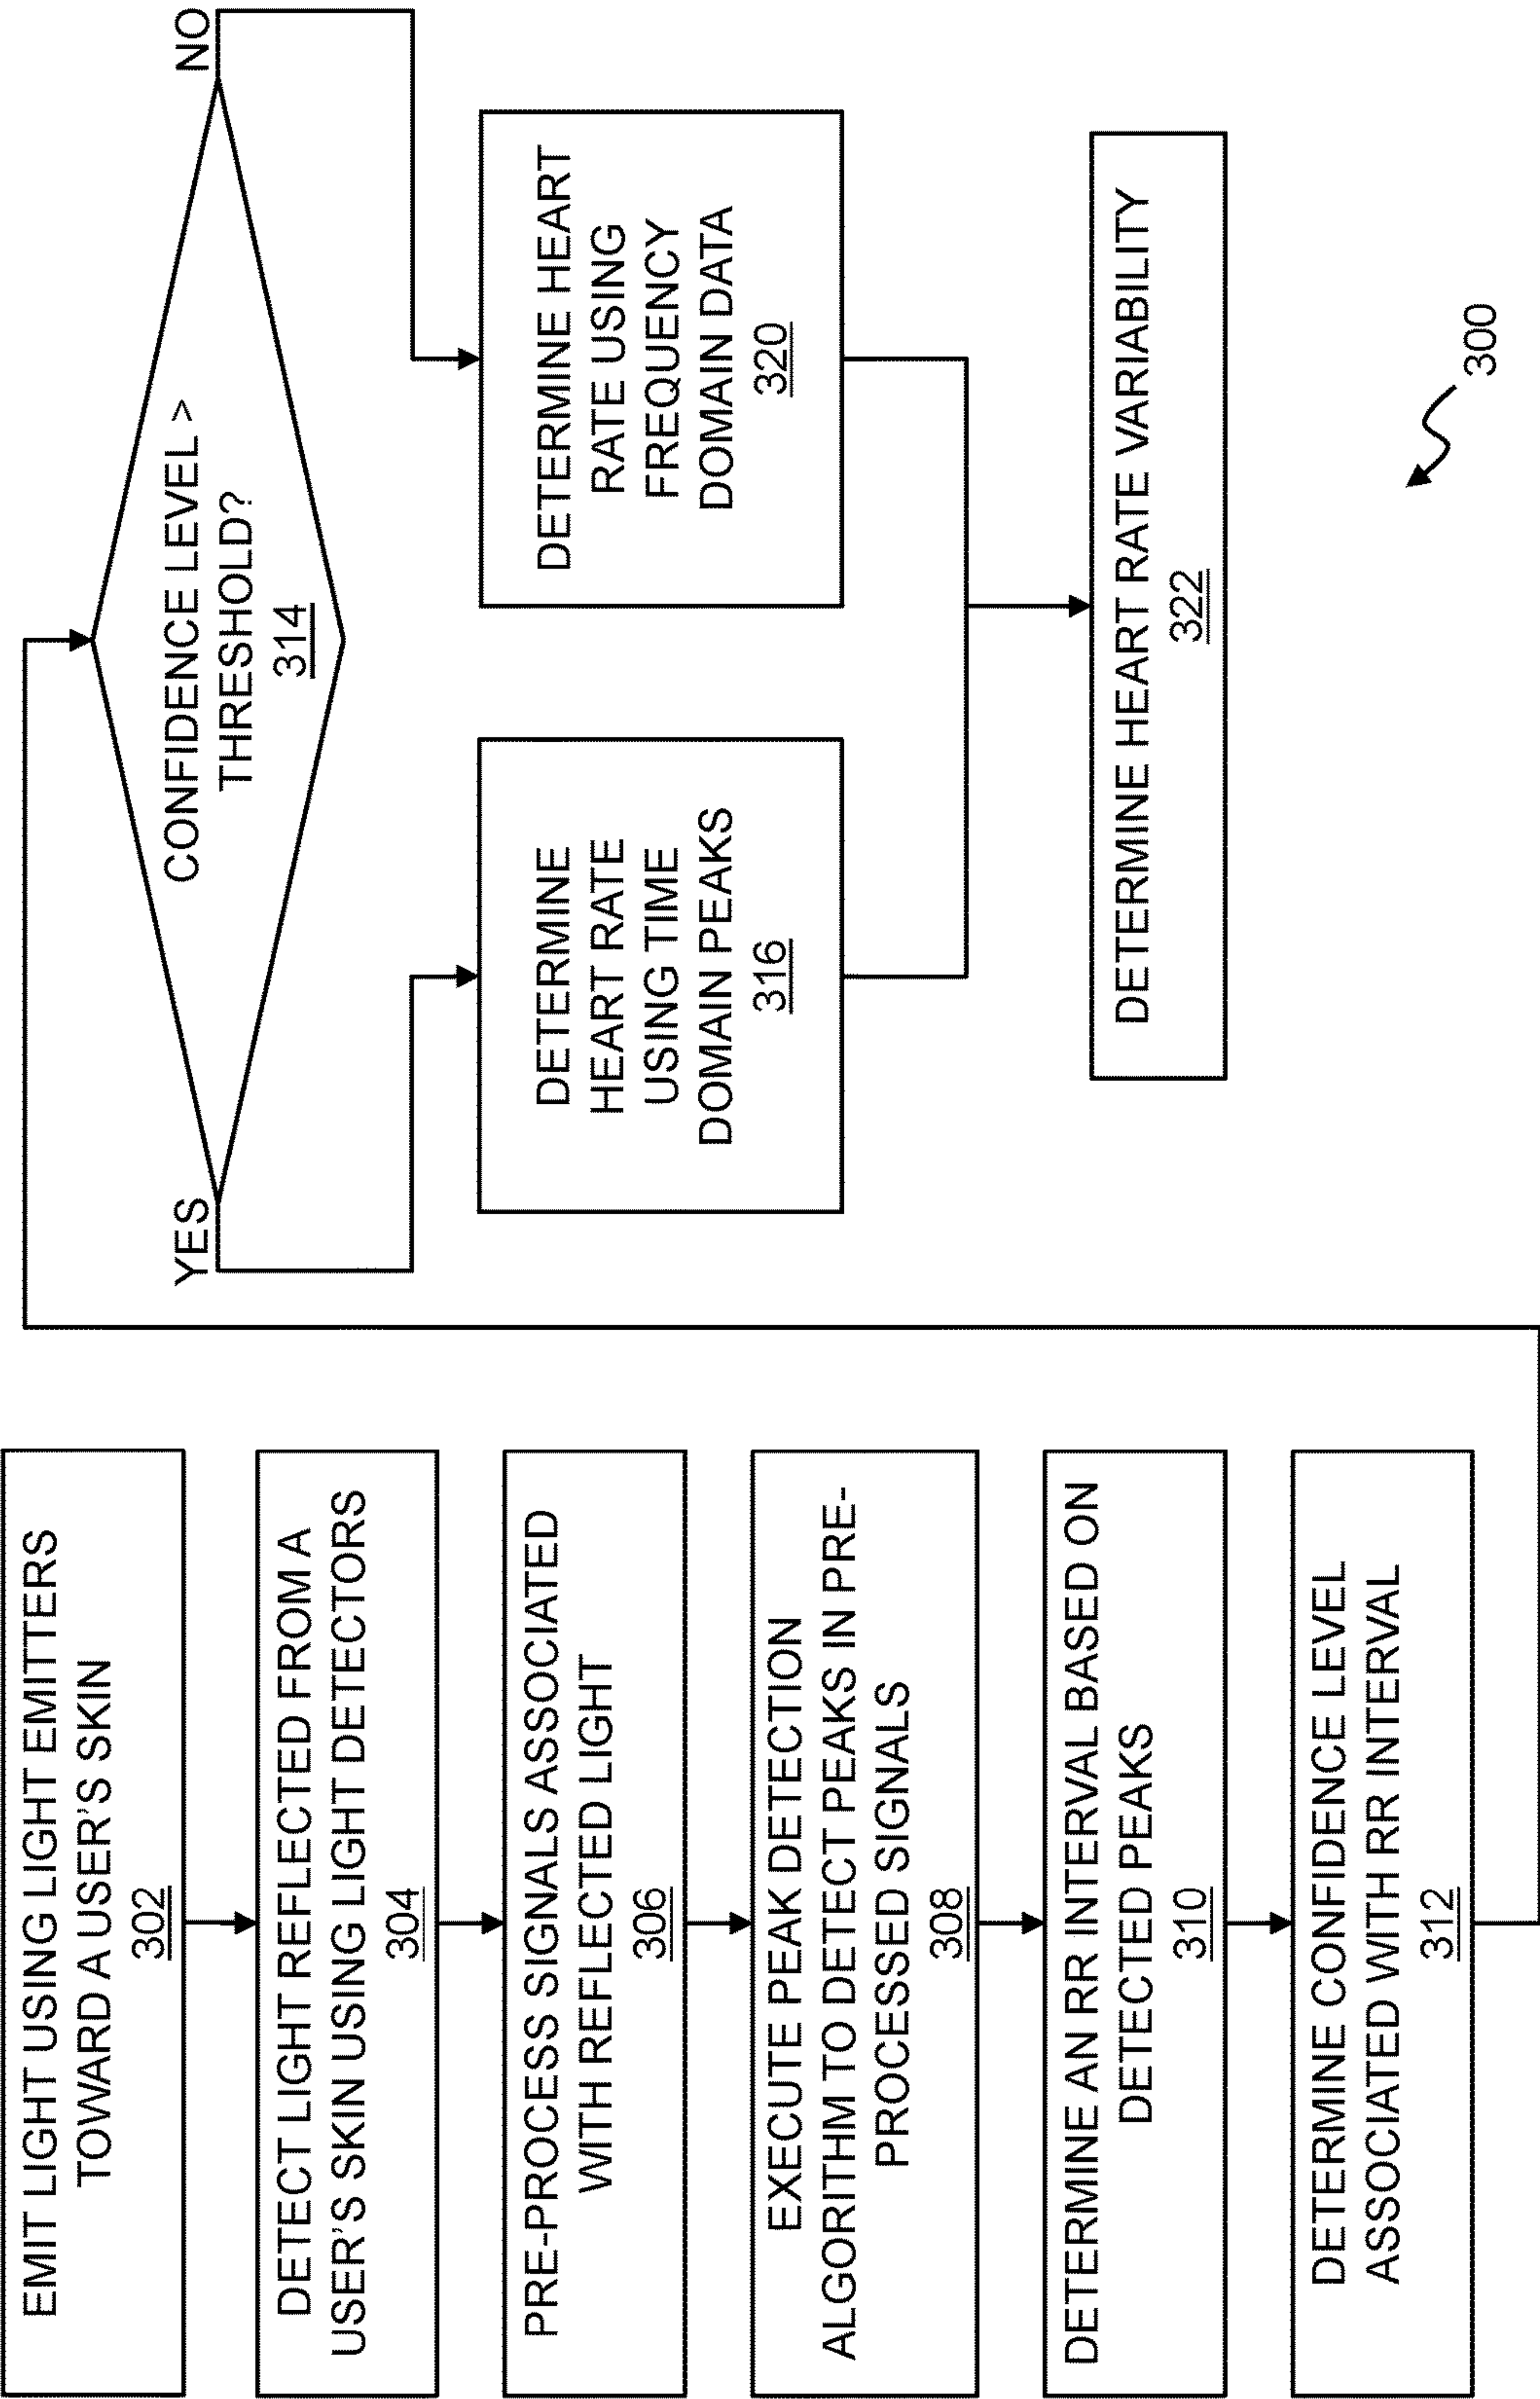 EMIT LIGHT USING LIGHT EMITTERS
TOWARD A USER'S SKIN
302
DETECT LIGHT REFLECTED FROM A
USER'S SKIN USING LIGHT DETECTORS
304
PRE-PROCESS SIGNALS ASSOCIATED
WITH REFLECTED LIGHT
306
EXECUTE PEAK DETECTION
ALGORITHM TO DETECT PEAKS IN PRE-
PROCESSED SIGNALS
308
DETERMINE AN RR INTERVAL BASED ON
DETECTED PEAKS
310
DETERMINE CONFIDENCE LEVEL
ASSOCIATED WITH RR INTERVAL
312
CONFIDENCE LEVEL >
THRESHOLD?
314
YES
NO
DETERMINE
HEART RATE
USING TIME
DOMAIN PEAKS
316
DETERMINE HEART
RATE USING
FREQUENCY
DOMAIN DATA
320
DETERMINE HEART RATE VARIABILITY
322
300